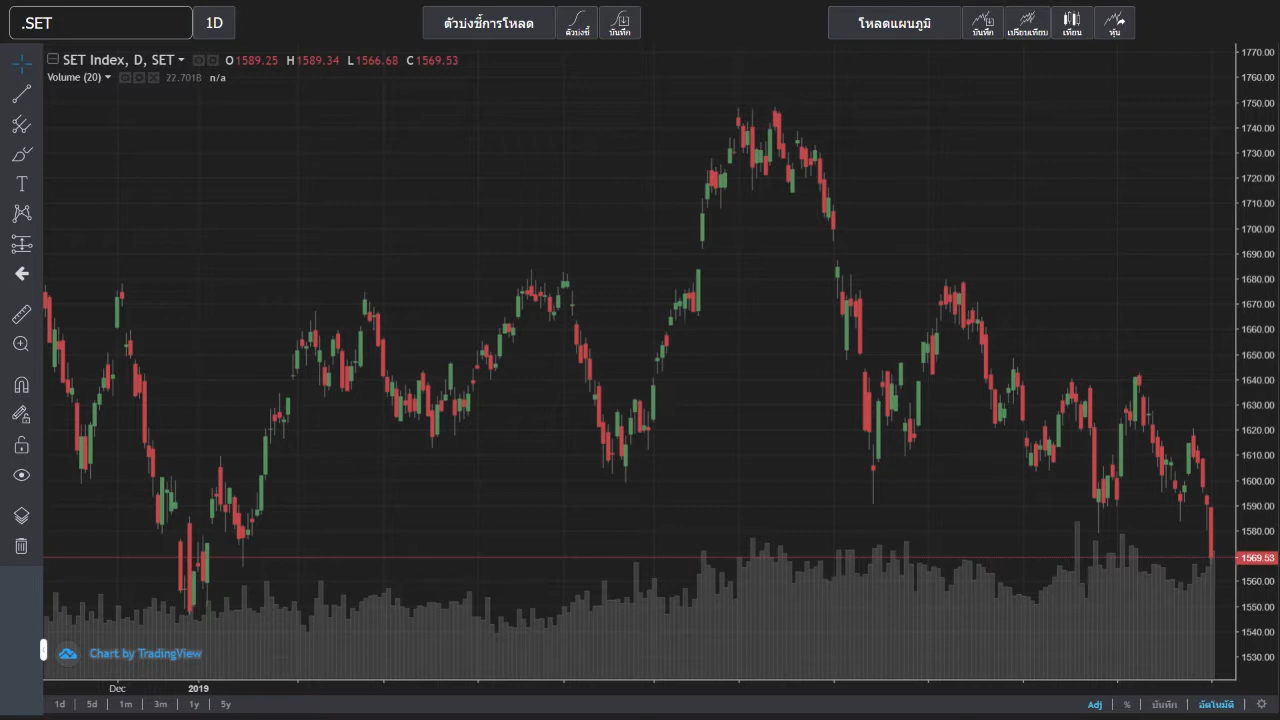 .SET
1D
ตัวบ่งชี้การโหลด
ตัวบ่งชี้
บันทึก
โหลดแผนภูมิ
บันทึก
เปรียบเทียบ
เทียน
หุ้น
SET Index, D, SET
O1589.25 H1589.34 L1566.68 C1569.53
Volume (20)
22.701B n/a
1770.00
1760.00
1750.00
1740.00
1730.00
1720.00
1710.00
1700.00
1690.00
1680.00
1670.00
1660.00
1650.00
1640.00
1630.00
1620.00
1610.00
1600.00
1590.00
1580.00
1569.53
1560.00
1550.00
1540.00
1530.00
Chart by TradingView
Dec 2019
1d 5d 1m 3m 1y 5y
Adj % บันทึก อัตโนมัติ